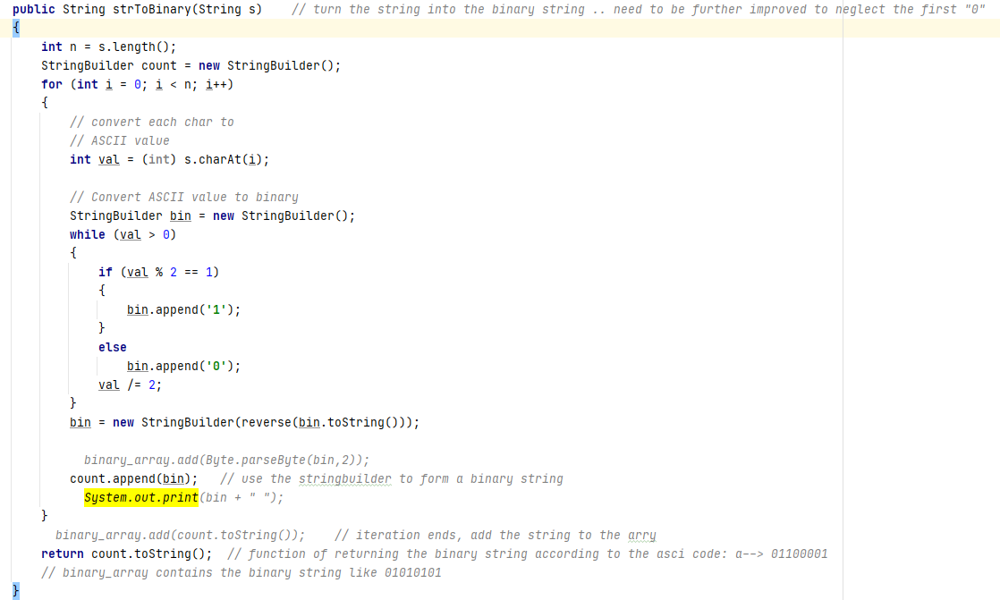 public String strToBinary(String s)    // turn the string into the binary string .. need to be further improved to neglect the first "0"
{
    int n = s.length();
    StringBuilder count = new StringBuilder();
    for (int i = 0; i < n; i++)
    {
        // convert each char to
        // ASCII value
        int val = (int) s.charAt(i);

        // Convert ASCII value to binary
        StringBuilder bin = new StringBuilder();
        while (val > 0)
        {
            if (val % 2 == 1)
            {
                bin.append('1');
            }
            else
                bin.append('0');
            val /= 2;
        }
        bin = new StringBuilder(reverse(bin.toString()));

          binary_array.add(Byte.parseByte(bin,2));
        count.append(bin);   // use the stringbuilder to form a binary string
          System.out.print(bin + " ");
    }
      binary_array.add(count.toString());    // iteration ends, add the string to the arry
    return count.toString();  // function of returning the binary string according to the asci code: a--> 01100001
    // binary_array contains the binary string like 01010101
}